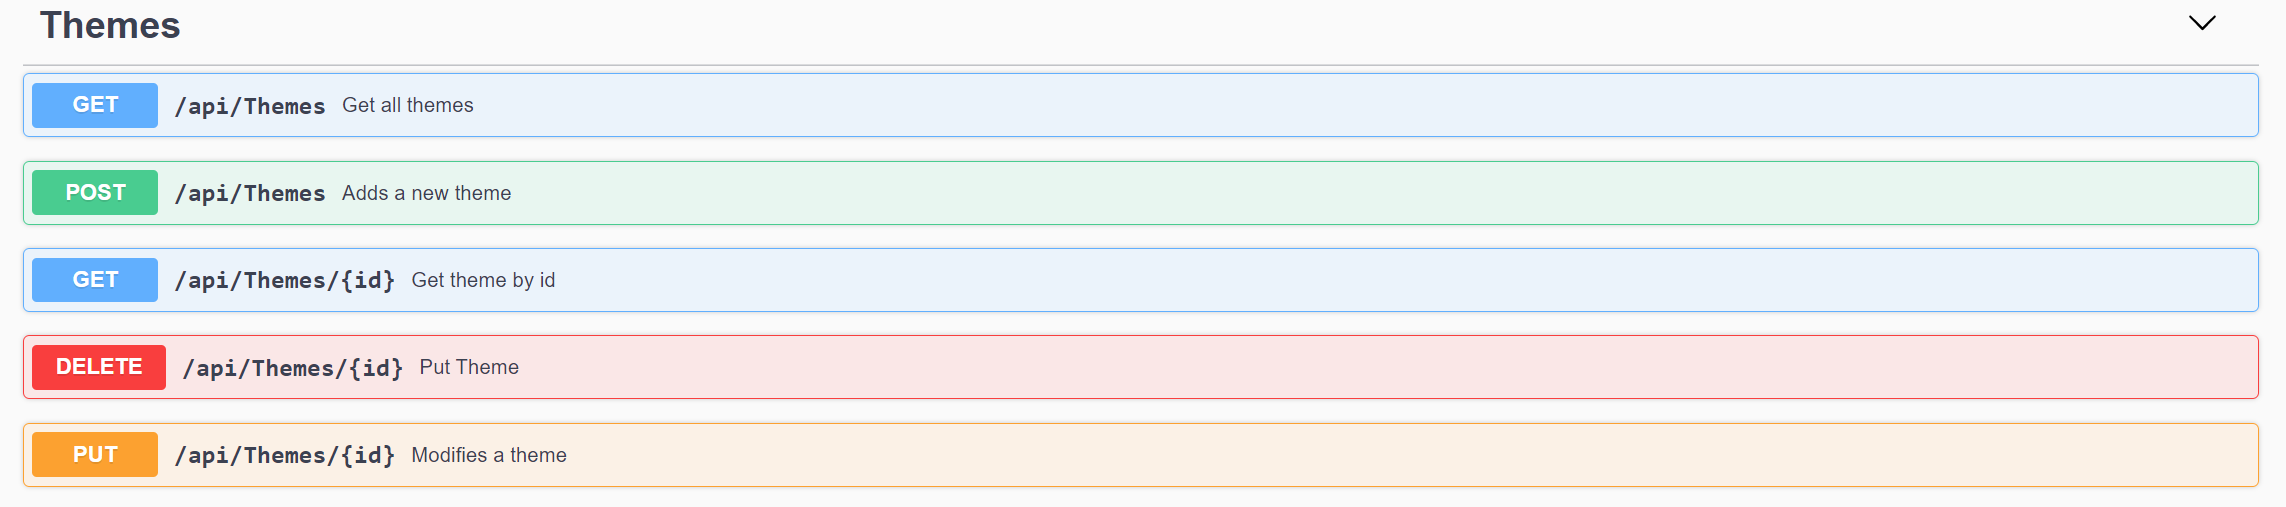 Themes
GET /api/Themes Get all themes
POST /api/Themes Adds a new theme
GET /api/Themes/{id} Get theme by id
DELETE /api/Themes/{id} Put Theme
PUT /api/Themes/{id} Modifies a theme